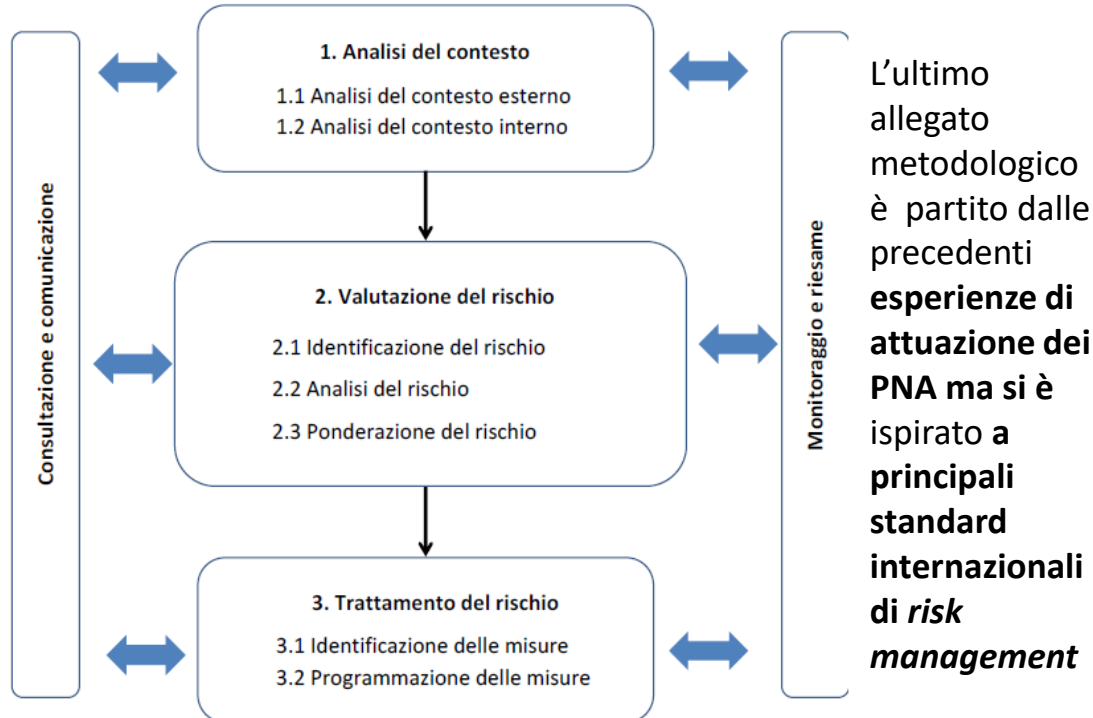 Consultazione e comunicazione
1. Analisi del contesto
1.1 Analisi del contesto esterno
1.2 Analisi del contesto interno
2. Valutazione del rischio
2.1 Identificazione del rischio
2.2 Analisi del rischio
2.3 Ponderazione del rischio
3. Trattamento del rischio
3.1 Identificazione delle misure
3.2 Programmazione delle misure
Monitoraggio e riesame
L’ultimo
allegato
metodologico
è partito dalle
precedenti
esperienze di
attuazione dei
PNA ma si è
ispirato a
principali
standard
internazionali
di risk
management